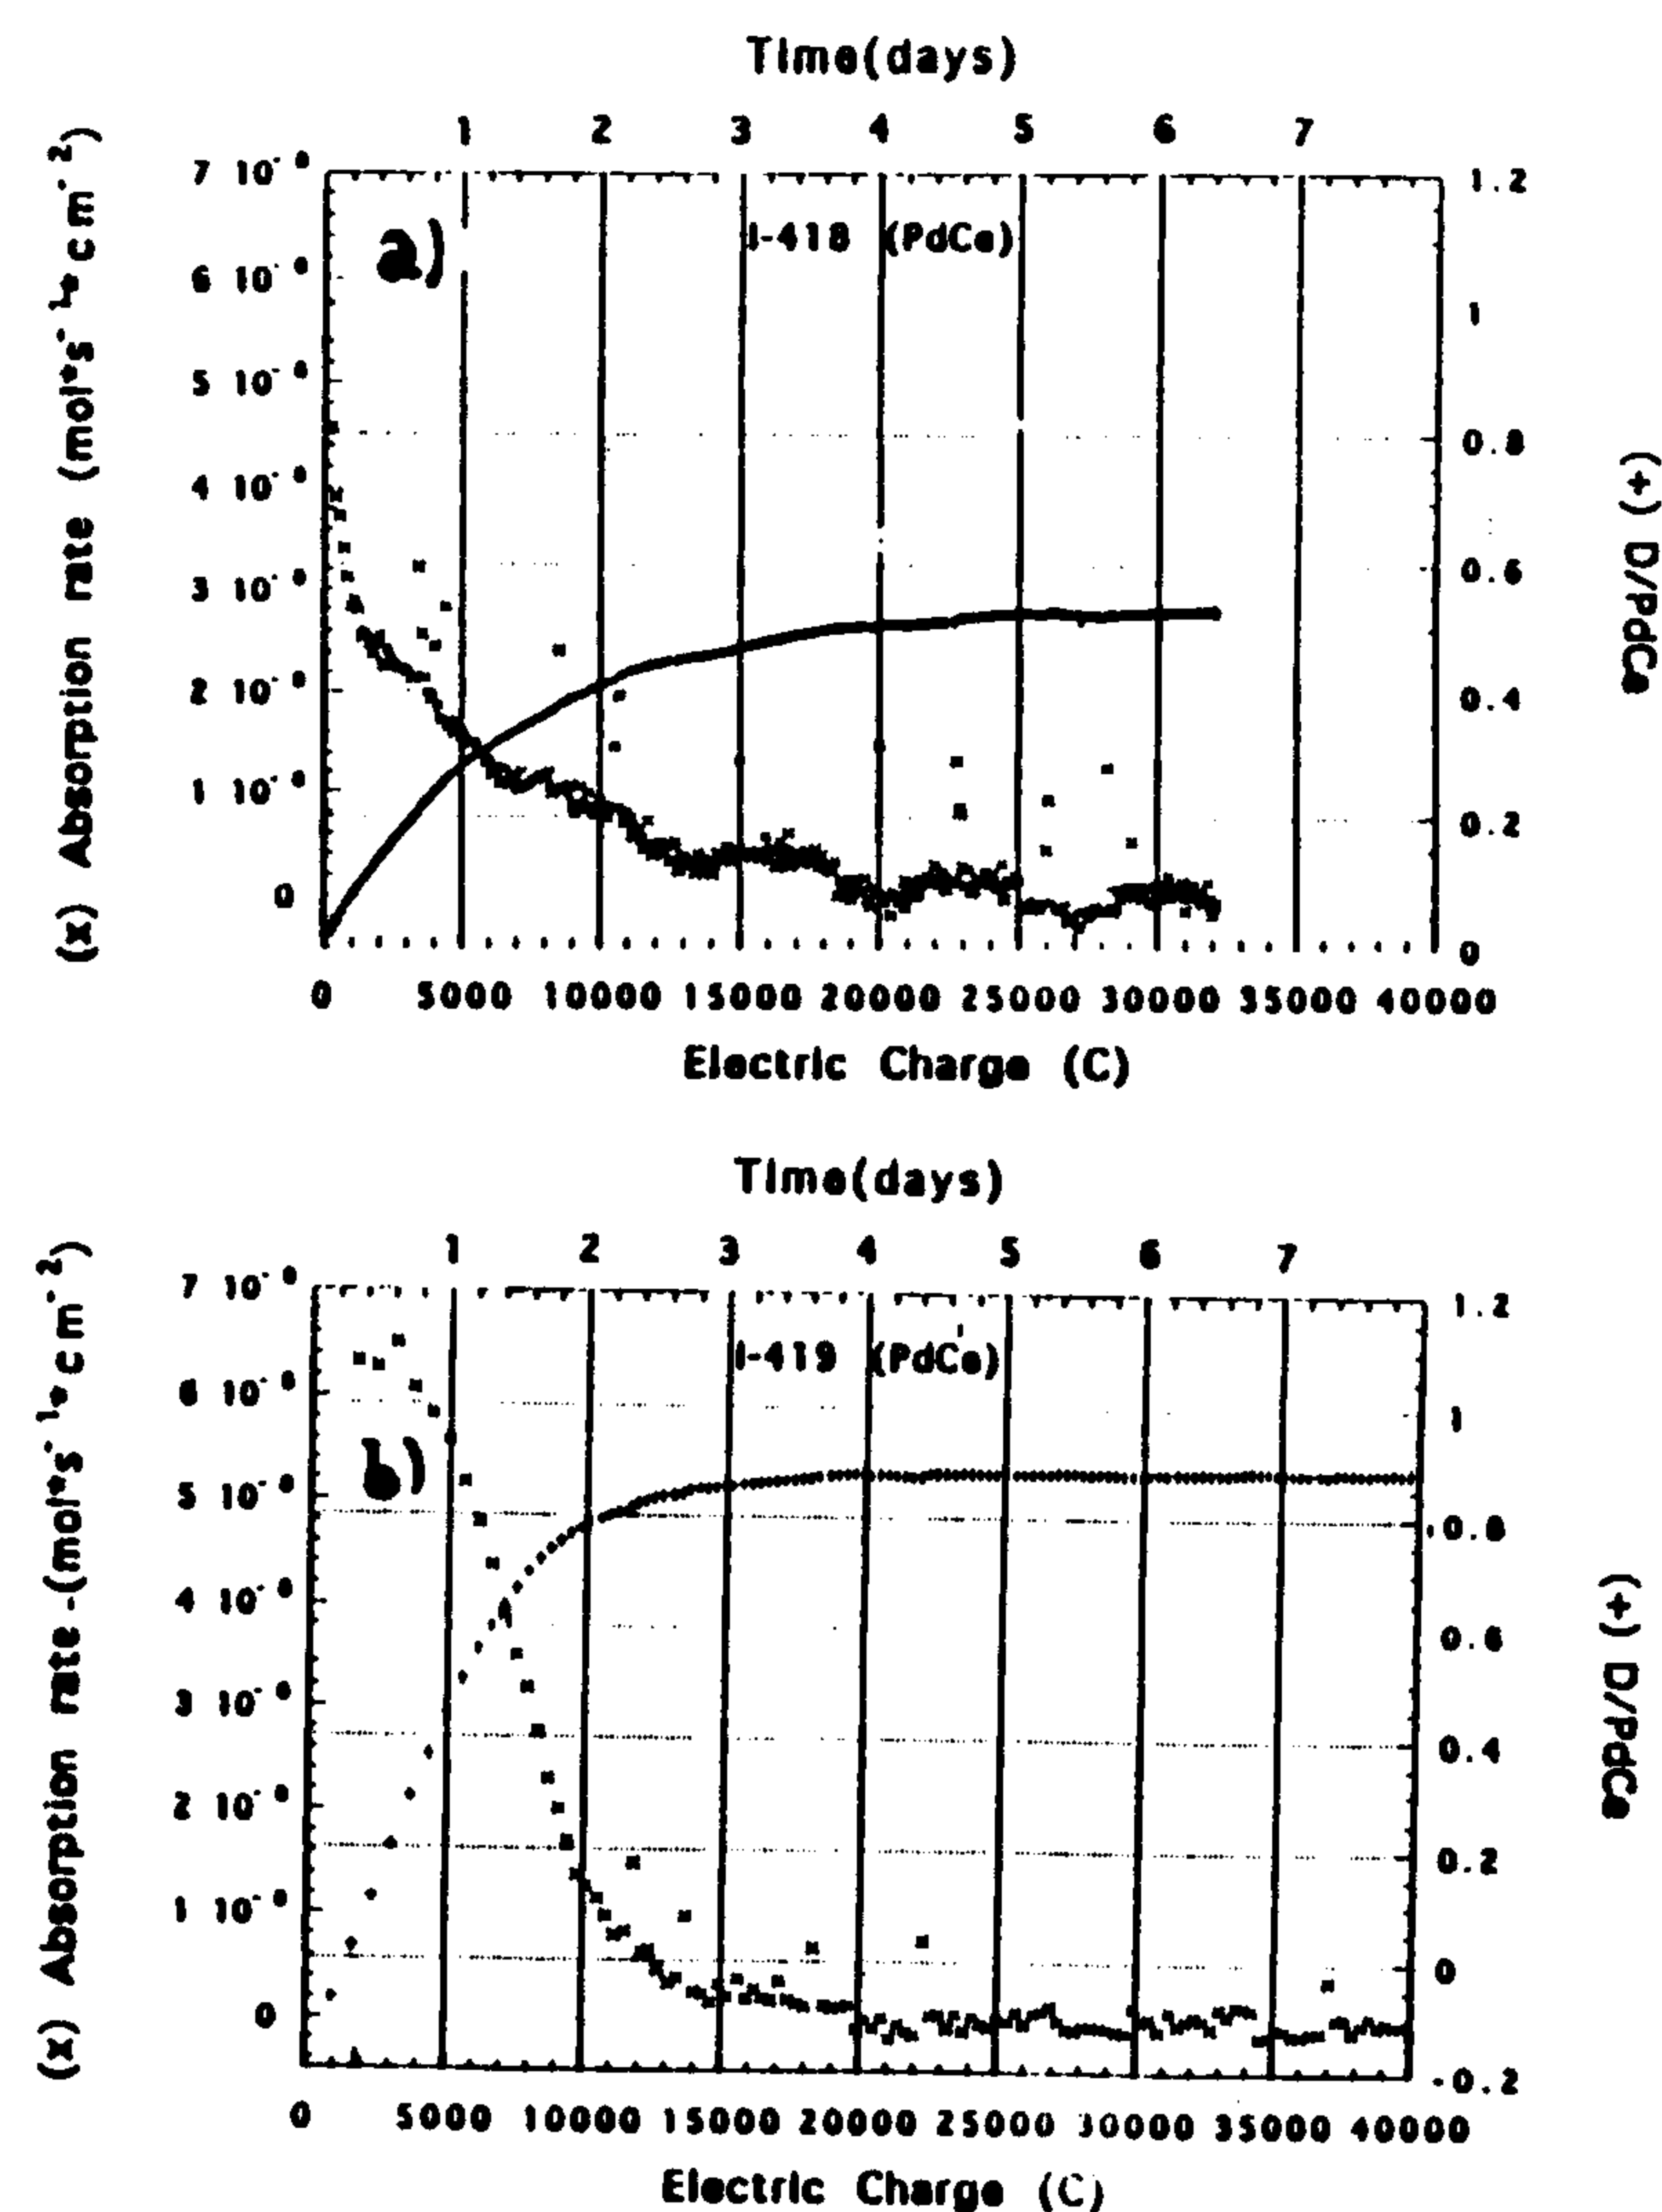 Time(days)
1 2 3 4 5 6 7
7 10⁻⁸
6 10⁻⁸
5 10⁻⁸
4 10⁻⁸
3 10⁻⁸
2 10⁻⁸
1 10⁻⁸
0
(x) Absorption rate (mol*s⁻¹*cm⁻²)
a)
I-418 (PdCe)
1.2
1
0.8
0.6
0.4
0.2
0
(+) D/PdCe
0 5000 10000 15000 20000 25000 30000 35000 40000
Electric Charge (C)
Time(days)
1 2 3 4 5 6 7
7 10⁻⁸
6 10⁻⁸
5 10⁻⁸
4 10⁻⁸
3 10⁻⁸
2 10⁻⁸
1 10⁻⁸
0
(x) Absorption rate -(mol*s⁻¹*cm⁻²)
b)
I-419 (PdCe)
1.2
1
0.8
0.6
0.4
0.2
0
-0.2
(+) D/PdCe
0 5000 10000 15000 20000 25000 30000 35000 40000
Electric Charge (C)